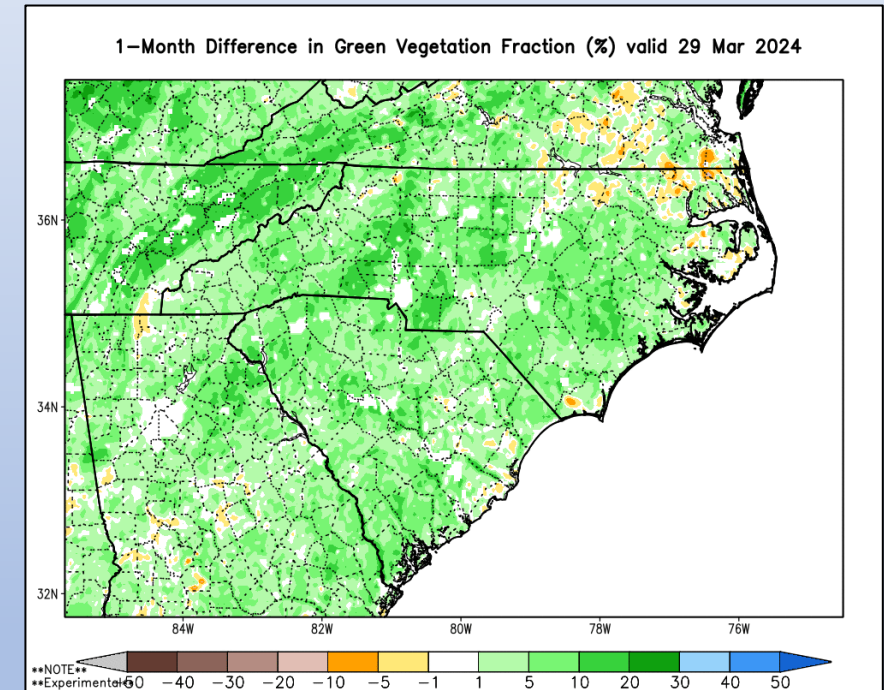 1-Month Difference in Green Vegetation Fraction (%) valid 29 Mar 2024
36N
34N
32N
84W 82W 80W 78W 76W
**NOTE**
**Experimental**
-50 -40 -30 -20 -10 -5 -1 1 5 10 20 30 40 50